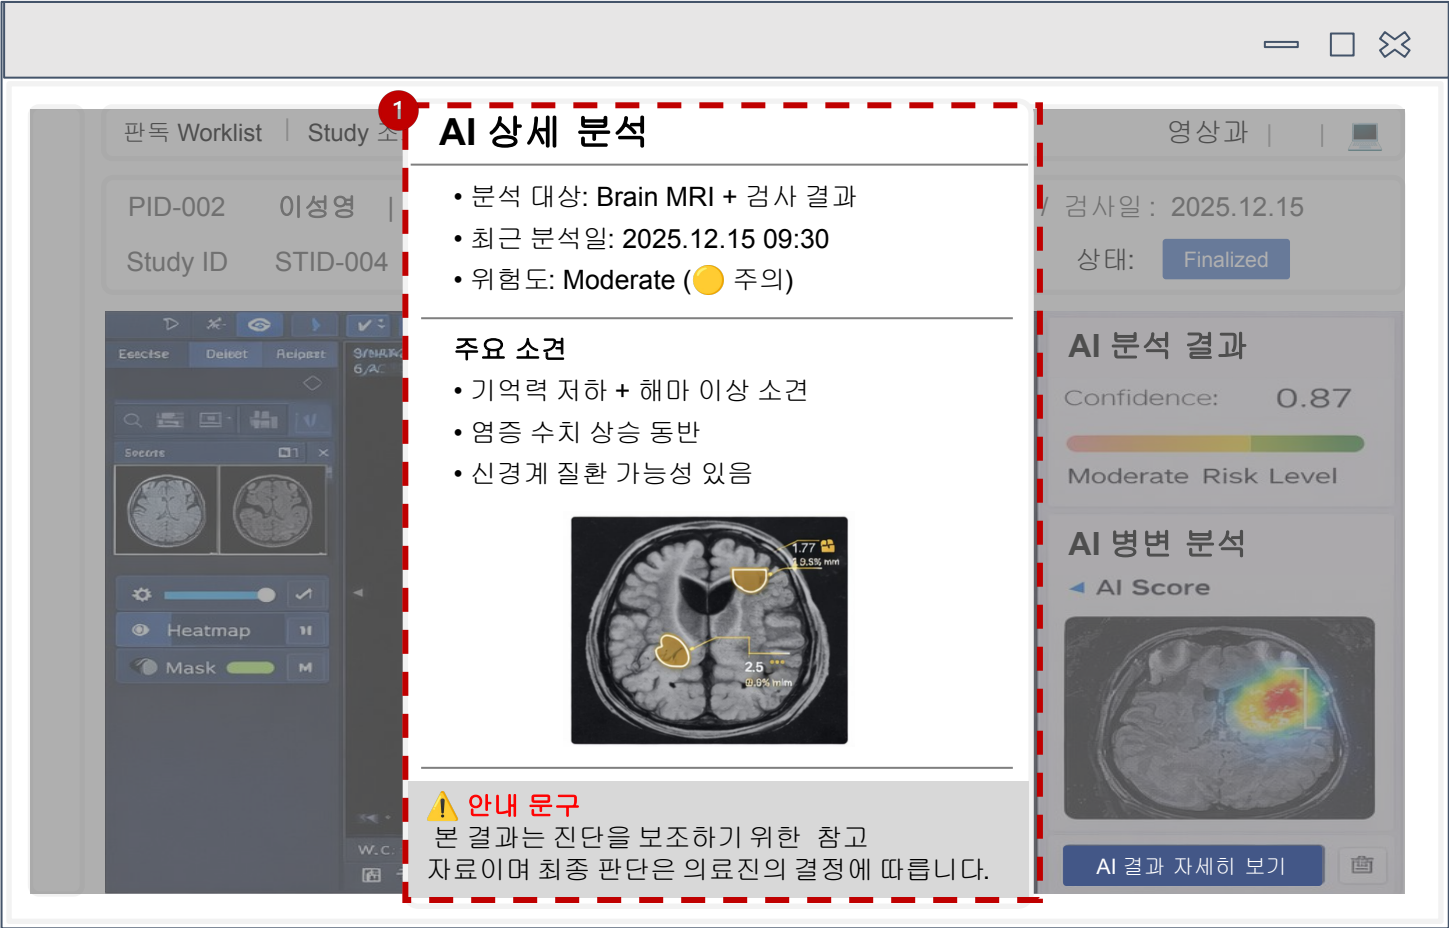 1
판독 Worklist | Study 조
영상과 | |
PID-002 이성영 |
/ 검사일 : 2025.12.15
Study ID STID-004
상태: Finalized
AI 상세 분석
• 분석 대상: Brain MRI + 검사 결과
• 최근 분석일: 2025.12.15 09:30
• 위험도: Moderate (🟡 주의)
주요 소견
• 기억력 저하 + 해마 이상 소견
• 염증 수치 상승 동반
• 신경계 질환 가능성 있음
1.77
2.5
⚠️ 안내 문구
본 결과는 진단을 보조하기 위한 참고
자료이며 최종 판단은 의료진의 결정에 따릅니다.
Esecise Deleet
Heatmap
Mask M
W.C.
AI 분석 결과
Confidence: 0.87
Moderate Risk Level
AI 병변 분석
AI Score
AI 결과 자세히 보기